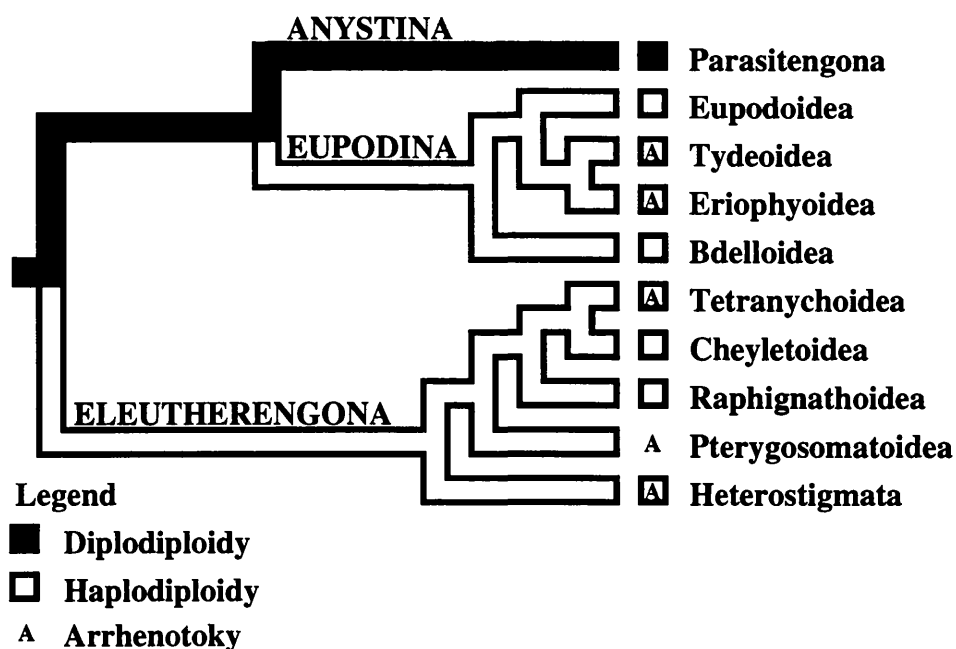 ANYSTINA
Parasitengona
Eupodoidea
EUPODINA
A Tydeoidea
A Eriophyoidea
Bdelloidea
A Tetranychoidea
Cheyletoidea
Raphignathoidea
ELEUTHERENGONA
A Pterygosomatoidea
A Heterostigmata
Legend
Diplodiploidy
Haplodiploidy
A Arrhenotoky